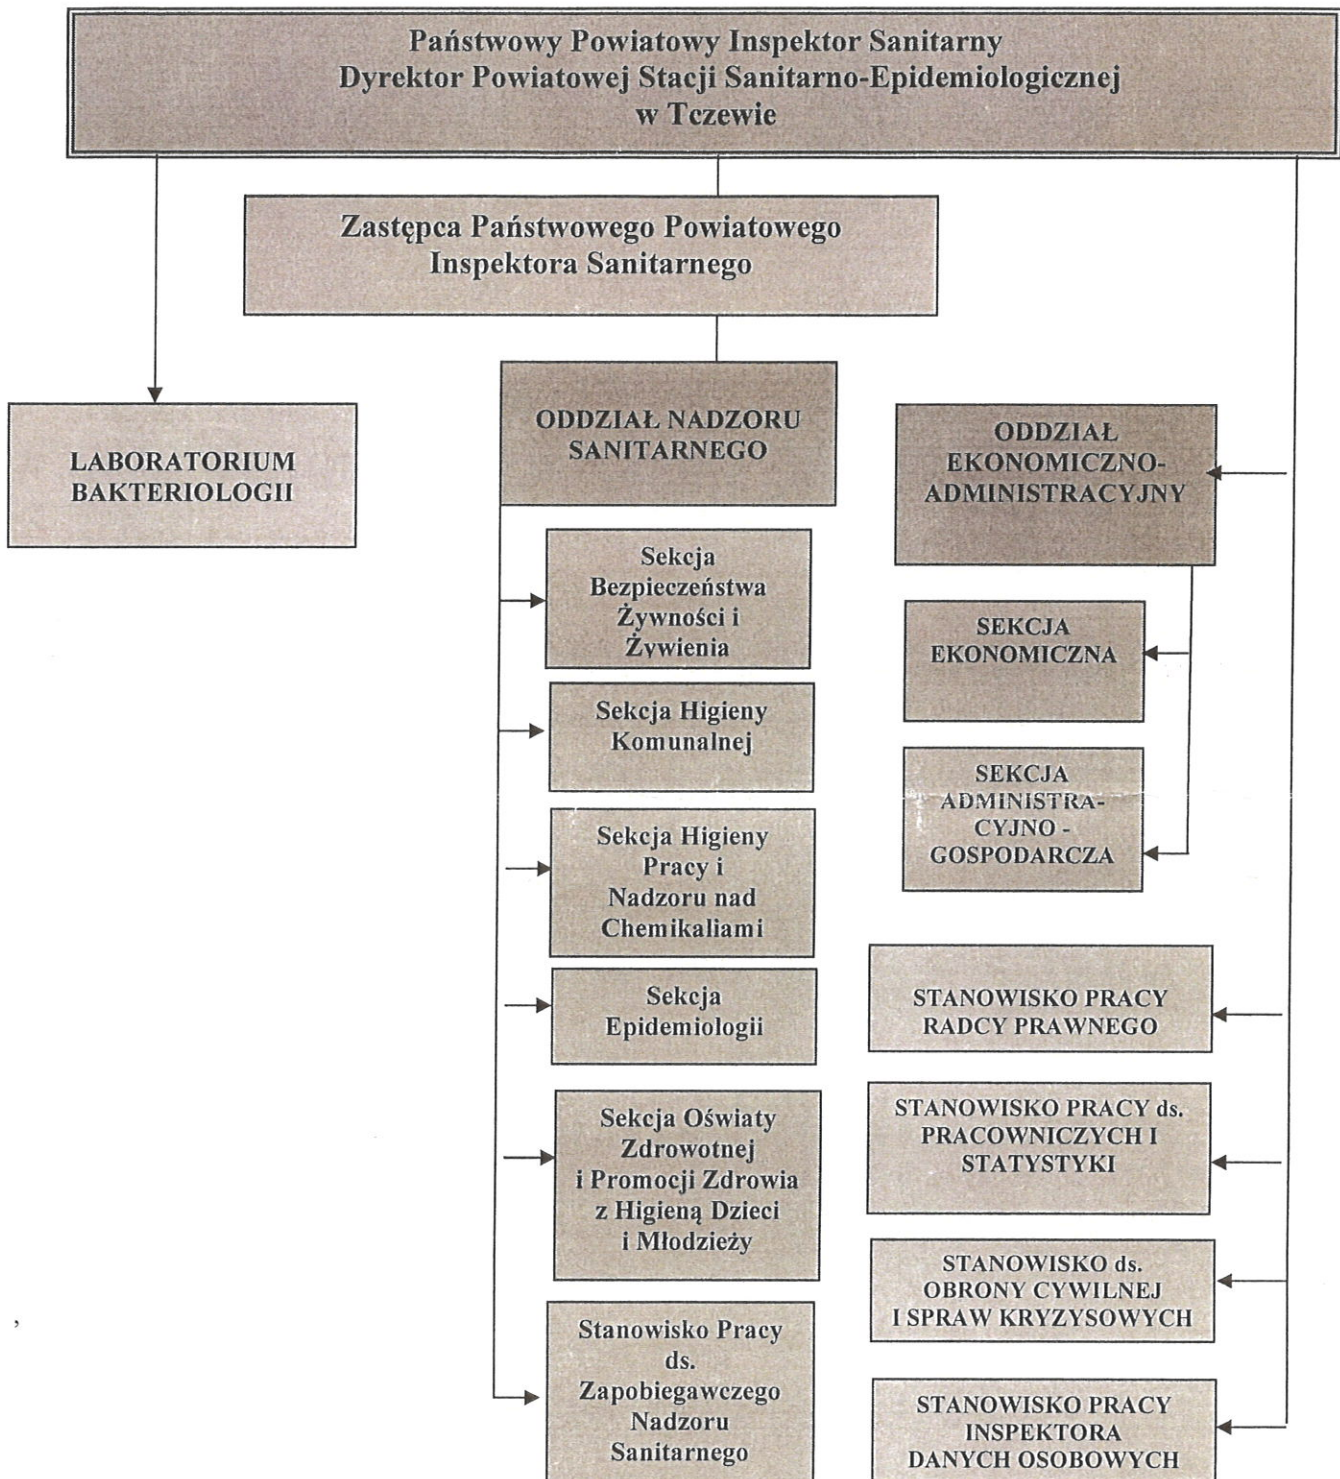 Państwowy Powiatowy Inspektor Sanitarny
Dyrektor Powiatowej Stacji Sanitarno-Epidemiologicznej
w Tczewie
Zastępca Państwowego Powiatowego
Inspektora Sanitarnego
LABORATORIUM
BAKTERIOLOGII
ODDZIAŁ NADZORU
SANITARNEGO
Sekcja
Bezpieczeństwa
Żywności i
Żywienia
Sekcja Higieny
Komunalnej
Sekcja Higieny
Pracy i
Nadzoru nad
Chemikaliami
Sekcja
Epidemiologii
Sekcja Oświaty
Zdrowotnej
i Promocji Zdrowia
z Higieną Dzieci
i Młodzieży
Stanowisko Pracy
ds.
Zapobiegawczego
Nadzoru
Sanitarnego
ODDZIAŁ
EKONOMICZNO-
ADMINISTRACYJNY
SEKCJA
EKONOMICZNA
SEKCJA
ADMINISTRA-
CYJNO -
GOSPODARCZA
STANOWISKO PRACY
RADCY PRAWNEGO
STANOWISKO PRACY ds.
PRACOWNICZYCH I
STATYSTYKI
STANOWISKO ds.
OBRONY CYWILNEJ
I SPRAW KRYZYSOWYCH
STANOWISKO PRACY
INSPEKTORA
DANYCH OSOBOWYCH